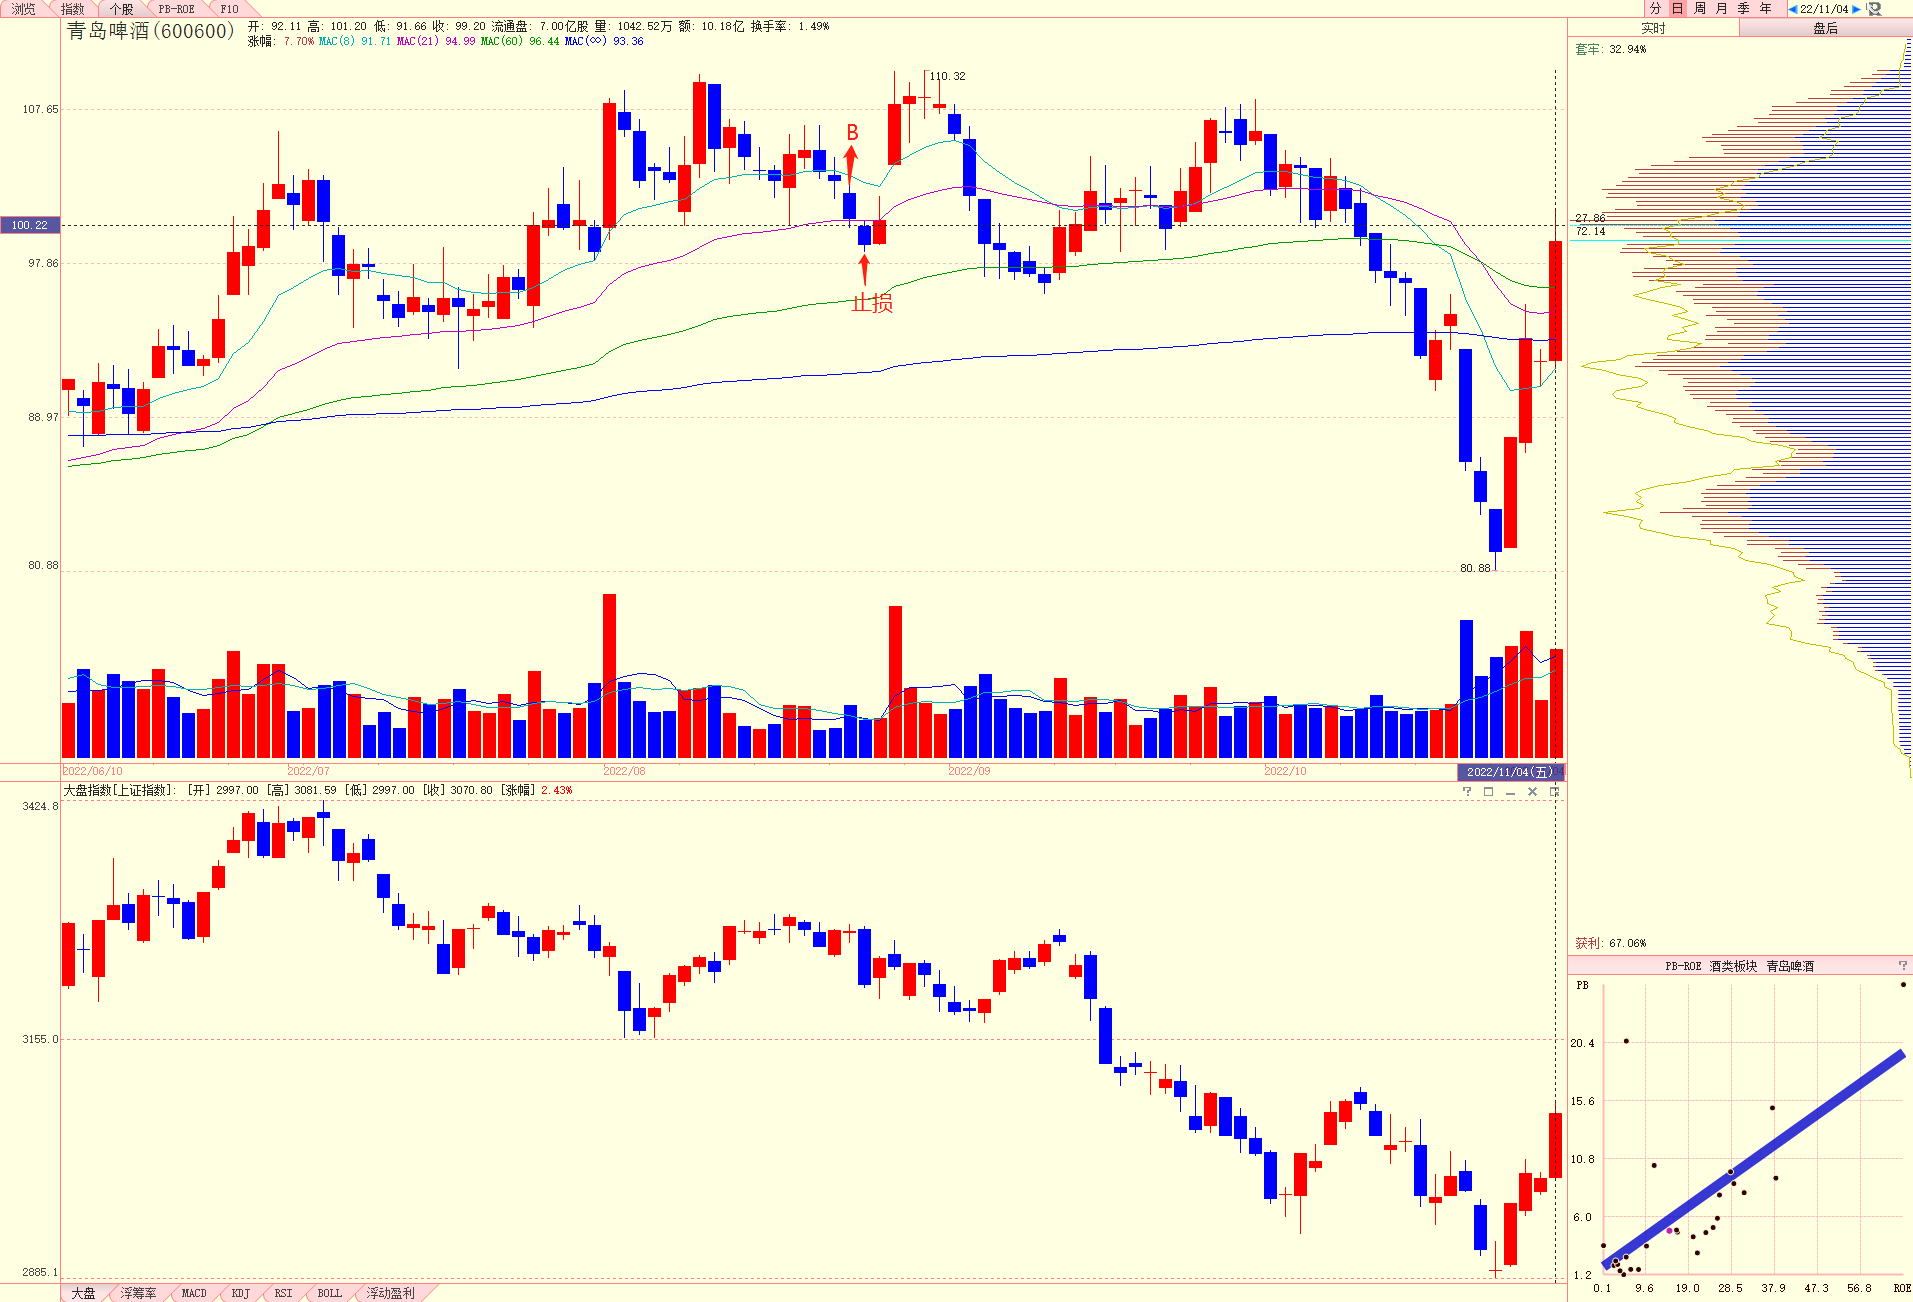 浏览 指数 个股 PB-ROE F10
分 日 周 月 季 年 22/11/04
青岛啤酒(600600)
开: 92.11 高: 101.20 低: 91.66 收: 99.20 流通盘: 7.00亿股 量: 1042.52万 额: 10.18亿 换手率: 1.49%
涨幅: 7.70% MAC(8) 91.71 MAC(21) 94.99 MAC(60) 96.44 MAC(∞) 93.36
实时 盘后
套牢: 32.94%
110.32
107.65
B
100.22
27.86
72.14
97.86
止损
88.97
80.88
80.88
2022/06/10 2022/07 2022/08 2022/09 2022/10 2022/11/04(五)
大盘指数[上证指数]: [开] 2997.00 [高] 3081.59 [低] 2997.00 [收] 3070.80 [涨幅] 2.43%
3424.8
3155.0
2885.1
获利: 67.06%
PB-ROE 酒类板块 青岛啤酒 ?
PB
20.4
15.6
10.8
6.0
1.2
0.1 9.6 19.0 28.5 37.9 47.3 56.8 ROE
大盘 浮筹率 MACD KDJ RSI BOLL 浮动盈利